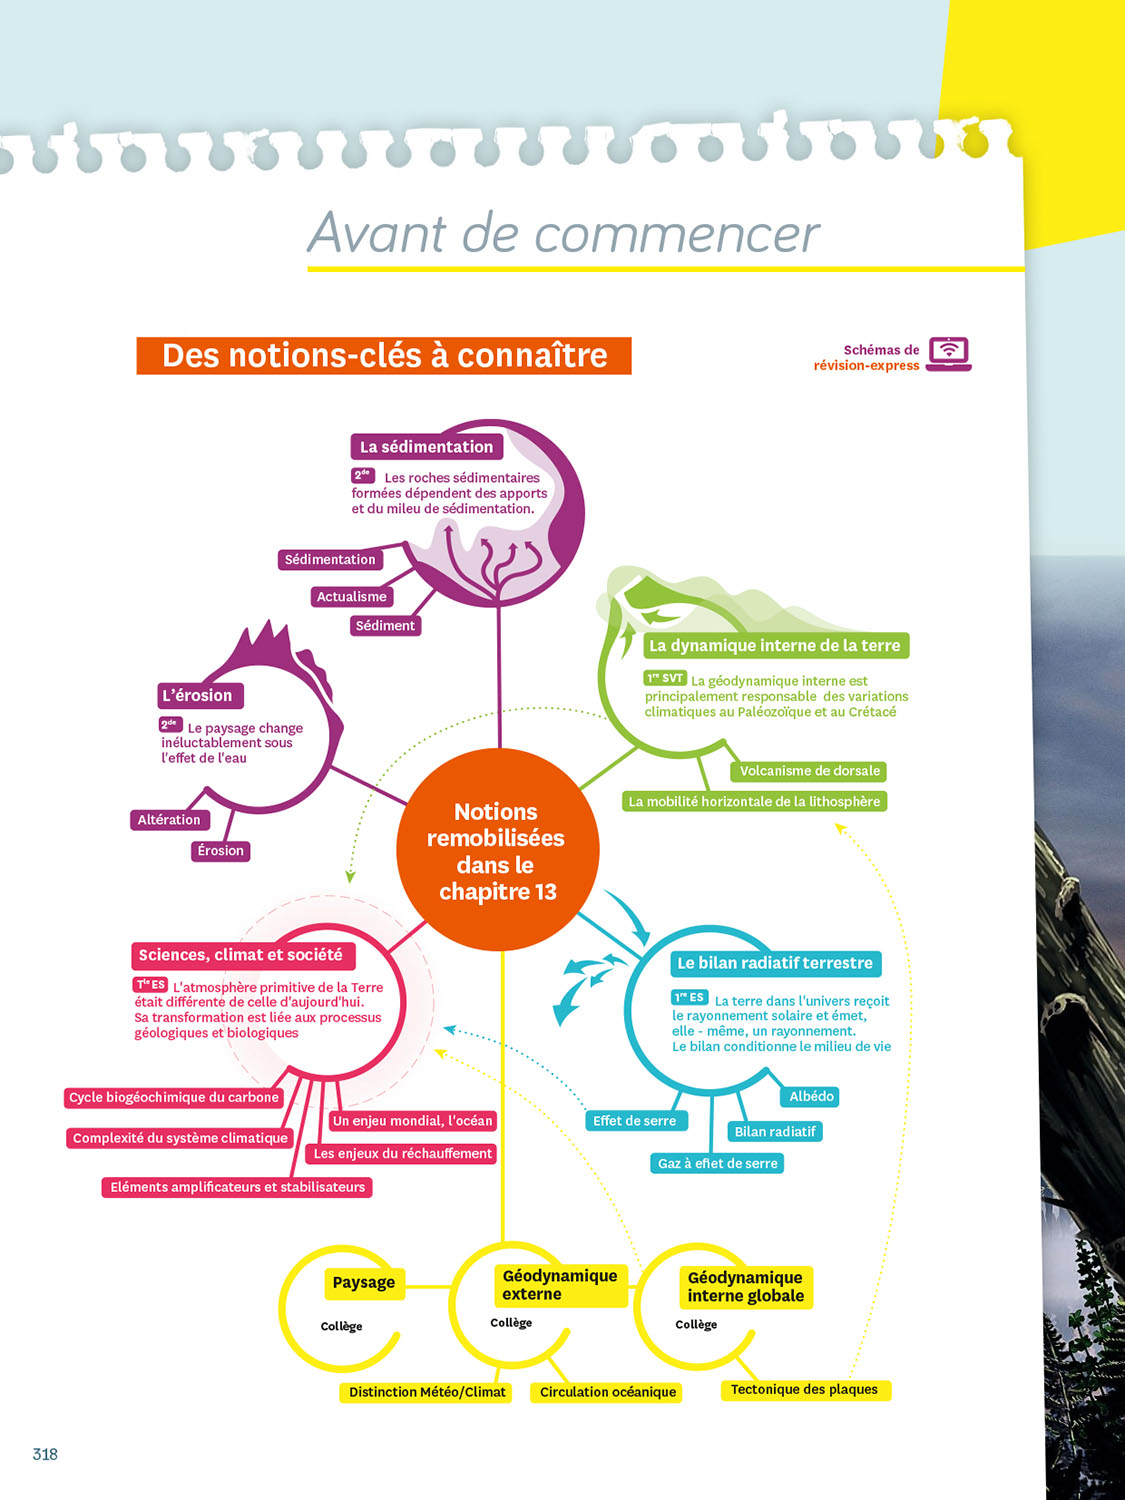 Avant de commencer
Des notions-clés à connaître
Schémas de
révision-express
La sédimentation
2de Les roches sédimentaires
formées dépendent des apports
et du mileu de sédimentation.
Sédimentation
Actualisme
Sédiment
La dynamique interne de la terre
1re SVT La géodynamique interne est
principalement responsable des variations
climatiques au Paléozoïque et au Crétacé
Volcanisme de dorsale
La mobilité horizontale de la lithosphère
L'érosion
2de Le paysage change
inéluctablement sous
l'effet de l'eau
Altération
Érosion
Notions
remobilisées
dans le
chapitre 13
Sciences, climat et société
Tle ES L'atmosphère primitive de la Terre
était différente de celle d'aujourd'hui.
Sa transformation est liée aux processus
géologiques et biologiques
Cycle biogéochimique du carbone
Complexité du système climatique
Eléments amplificateurs et stabilisateurs
Un enjeu mondial, l'océan
Les enjeux du réchauffement
Le bilan radiatif terrestre
1re ES La terre dans l'univers reçoit
le rayonnement solaire et émet,
elle - même, un rayonnement.
Le bilan conditionne le milieu de vie
Albédo
Effet de serre
Bilan radiatif
Gaz à eflet de serre
Paysage
Collège
Géodynamique
externe
Collège
Géodynamique
interne globale
Collège
Distinction Météo/Climat
Circulation océanique
Tectonique des plaques
318